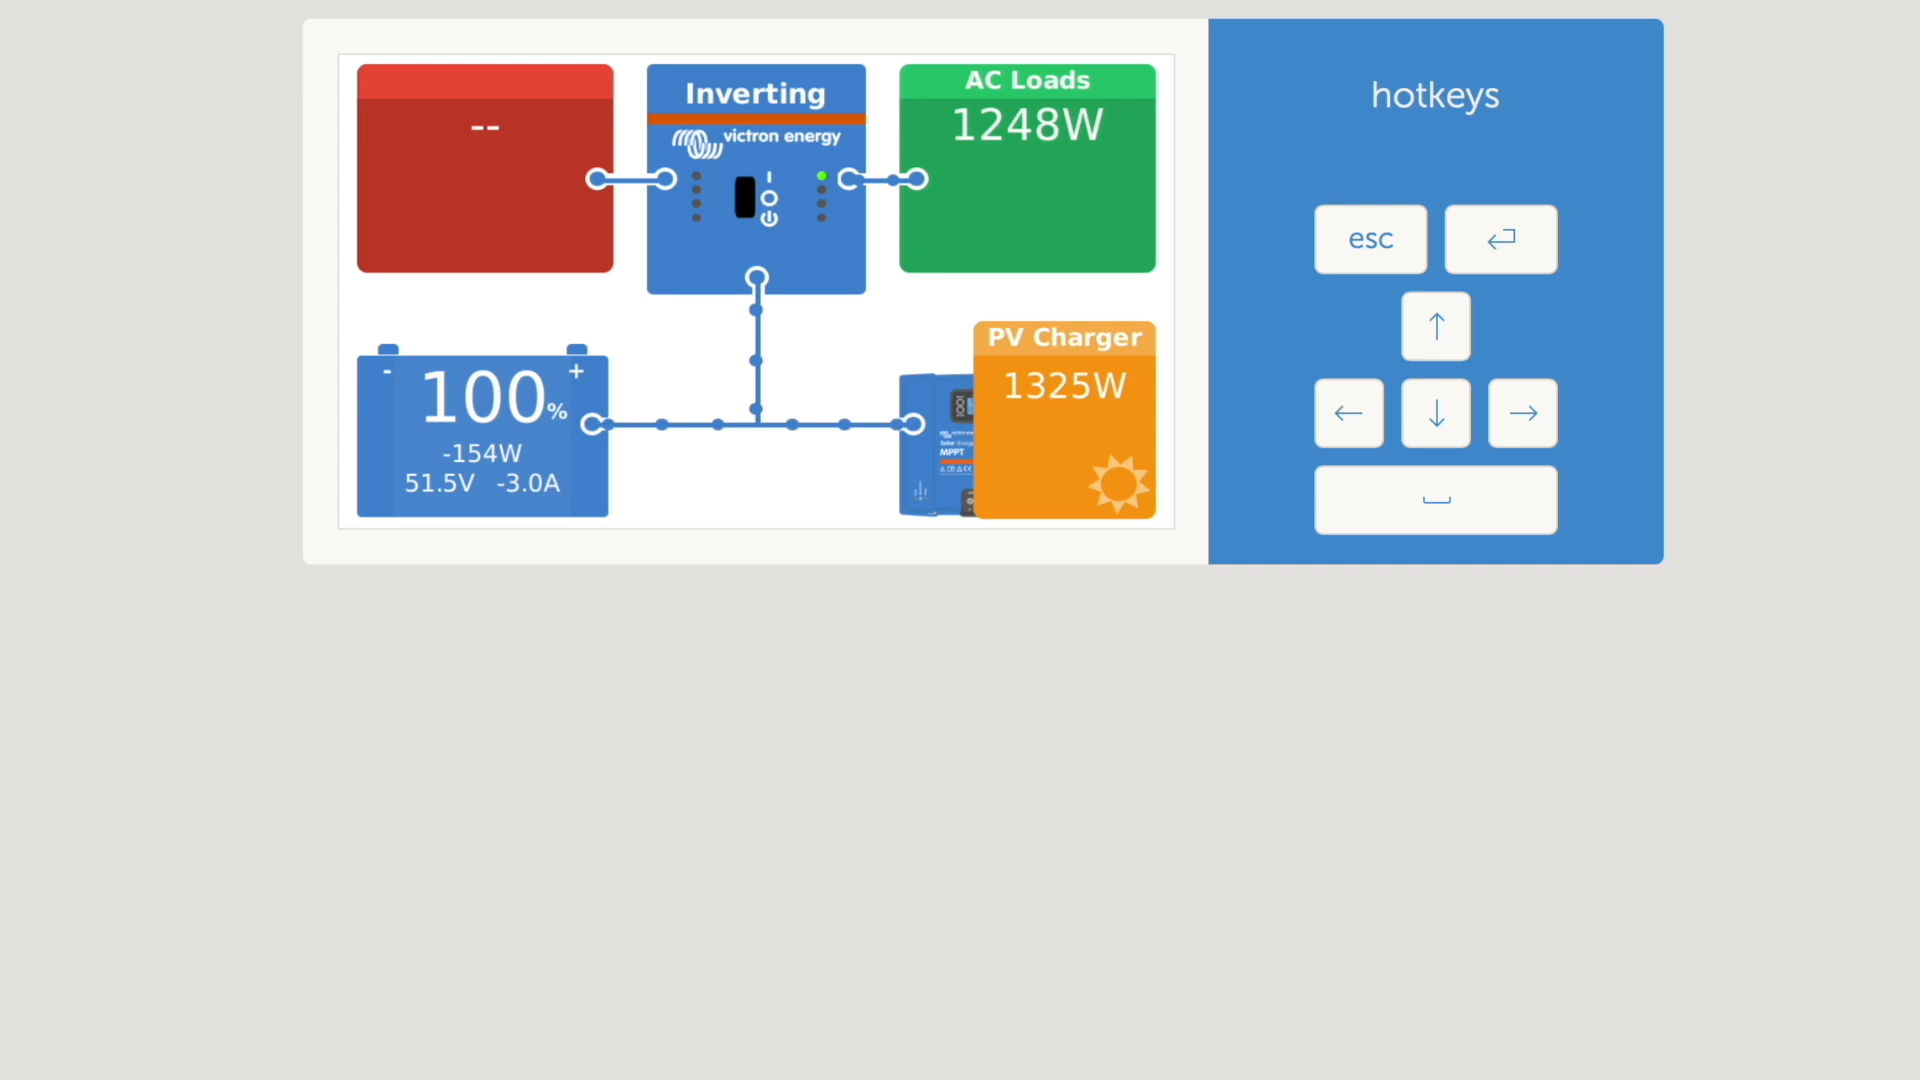 --
Inverting
victron energy
AC Loads
1248W
hotkeys
esc
- +
100%
-154W
51.5V -3.0A
PV Charger
1325W
MPPT